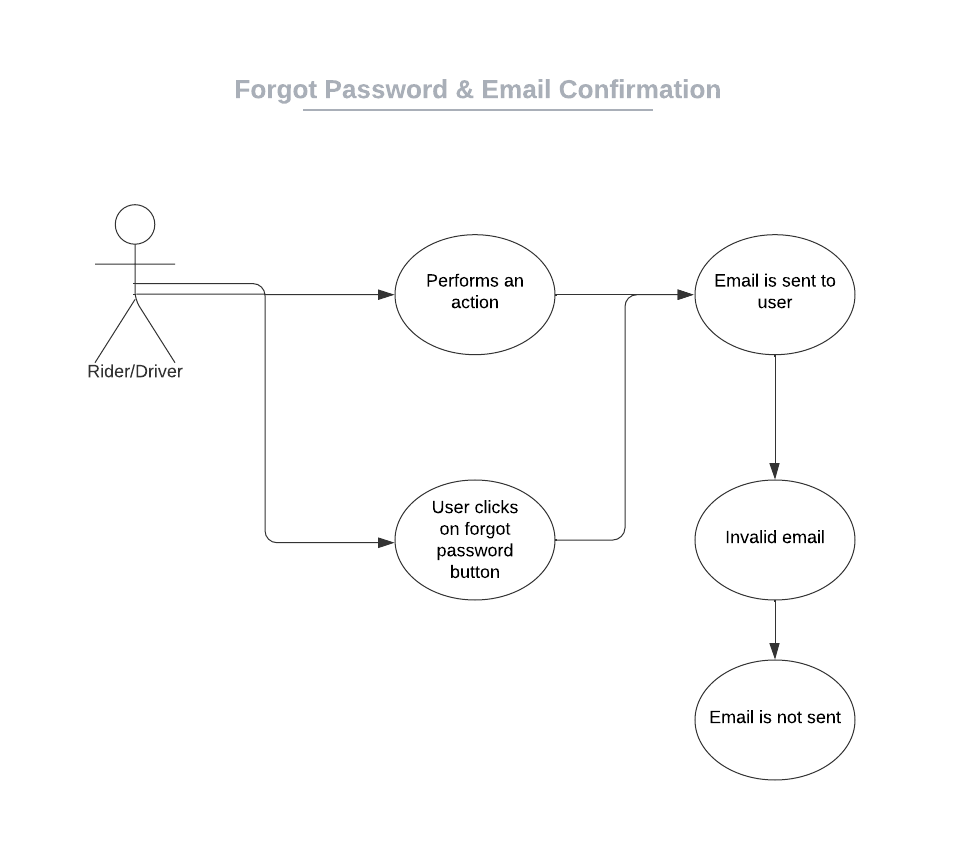 Forgot Password & Email Confirmation
Performs an
action
Email is sent to
user
Rider/Driver
User clicks
on forgot
password
button
Invalid email
Email is not sent